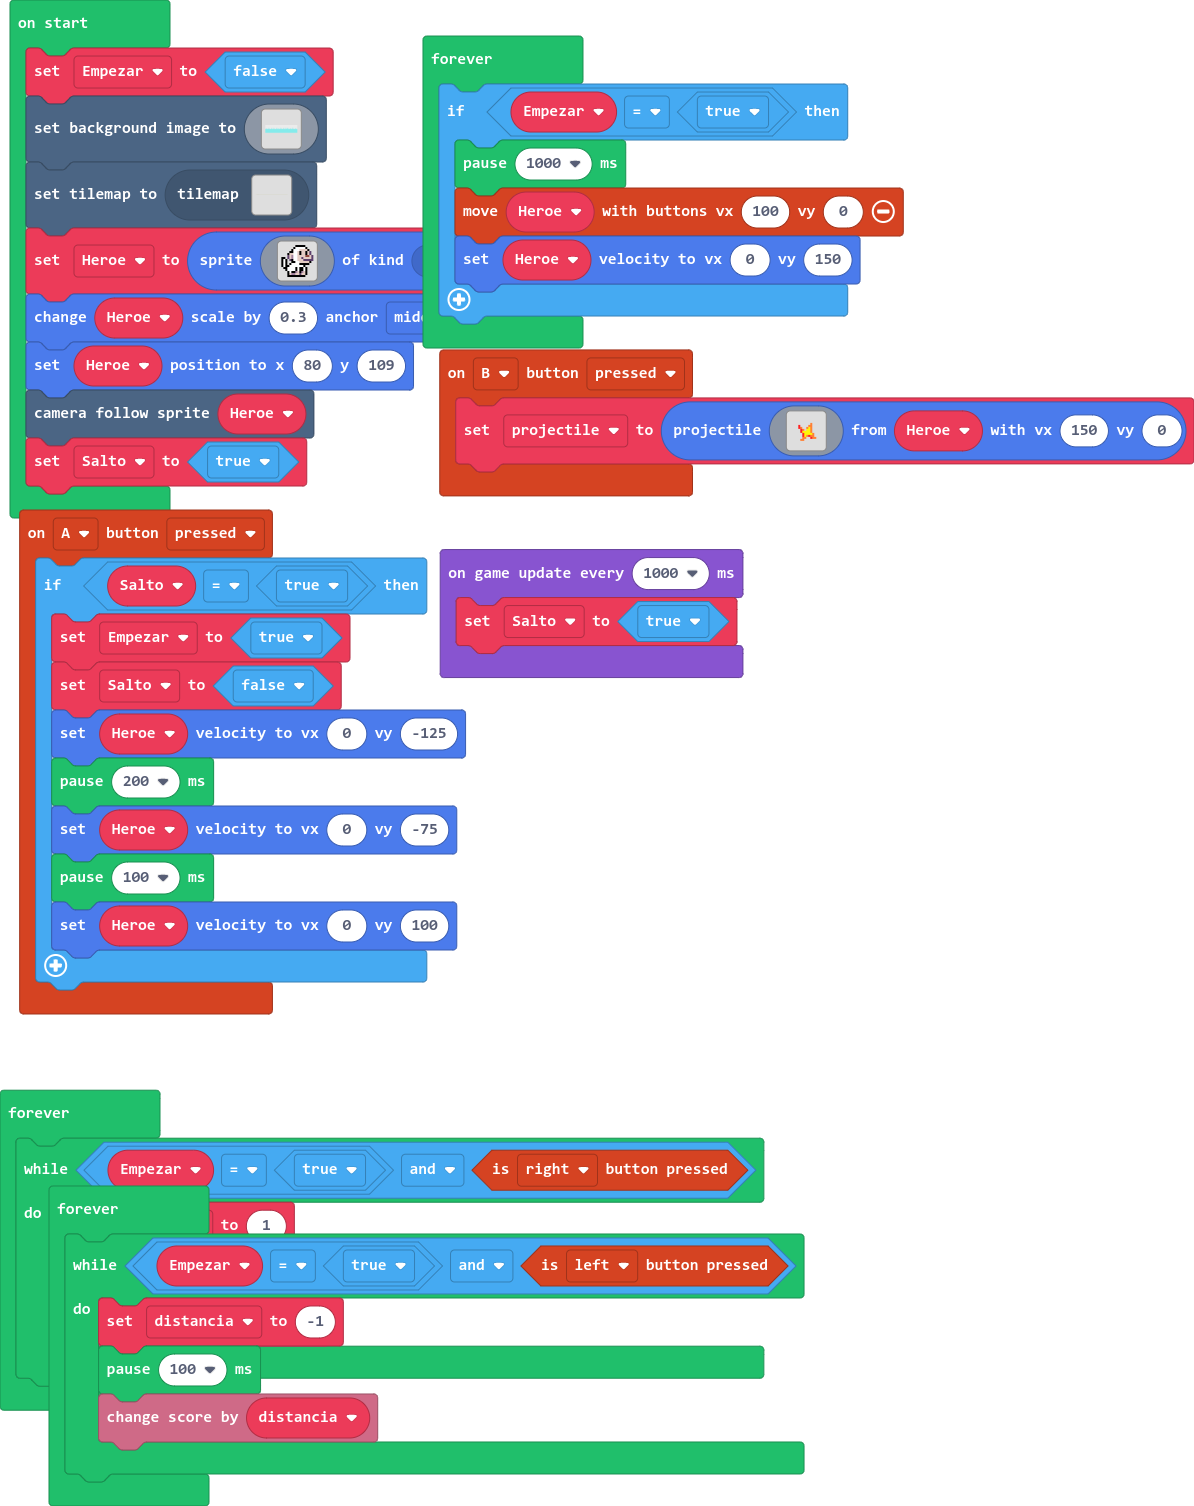 on start
set Empezar to false
set background image to
set tilemap to tilemap
set Heroe to sprite of kind
change Heroe scale by 0.3 anchor
set Heroe position to x 80 y 109
camera follow sprite Heroe
set Salto to true
forever
if Empezar = true then
pause 1000 ms
move Heroe with buttons vx 100 vy 0
set Heroe velocity to vx 0 vy 150
on B button pressed
set projectile to projectile from Heroe with vx 150 vy 0
on A button pressed
if Salto = true then
set Empezar to true
set Salto to false
set Heroe velocity to vx 0 vy -125
pause 200 ms
set Heroe velocity to vx 0 vy -75
pause 100 ms
set Heroe velocity to vx 0 vy 100
on game update every 1000 ms
set Salto to true
forever
while Empezar = true and is right button pressed
do
to 1
forever
while Empezar = true and is left button pressed
do
set distancia to -1
pause 100 ms
change score by distancia